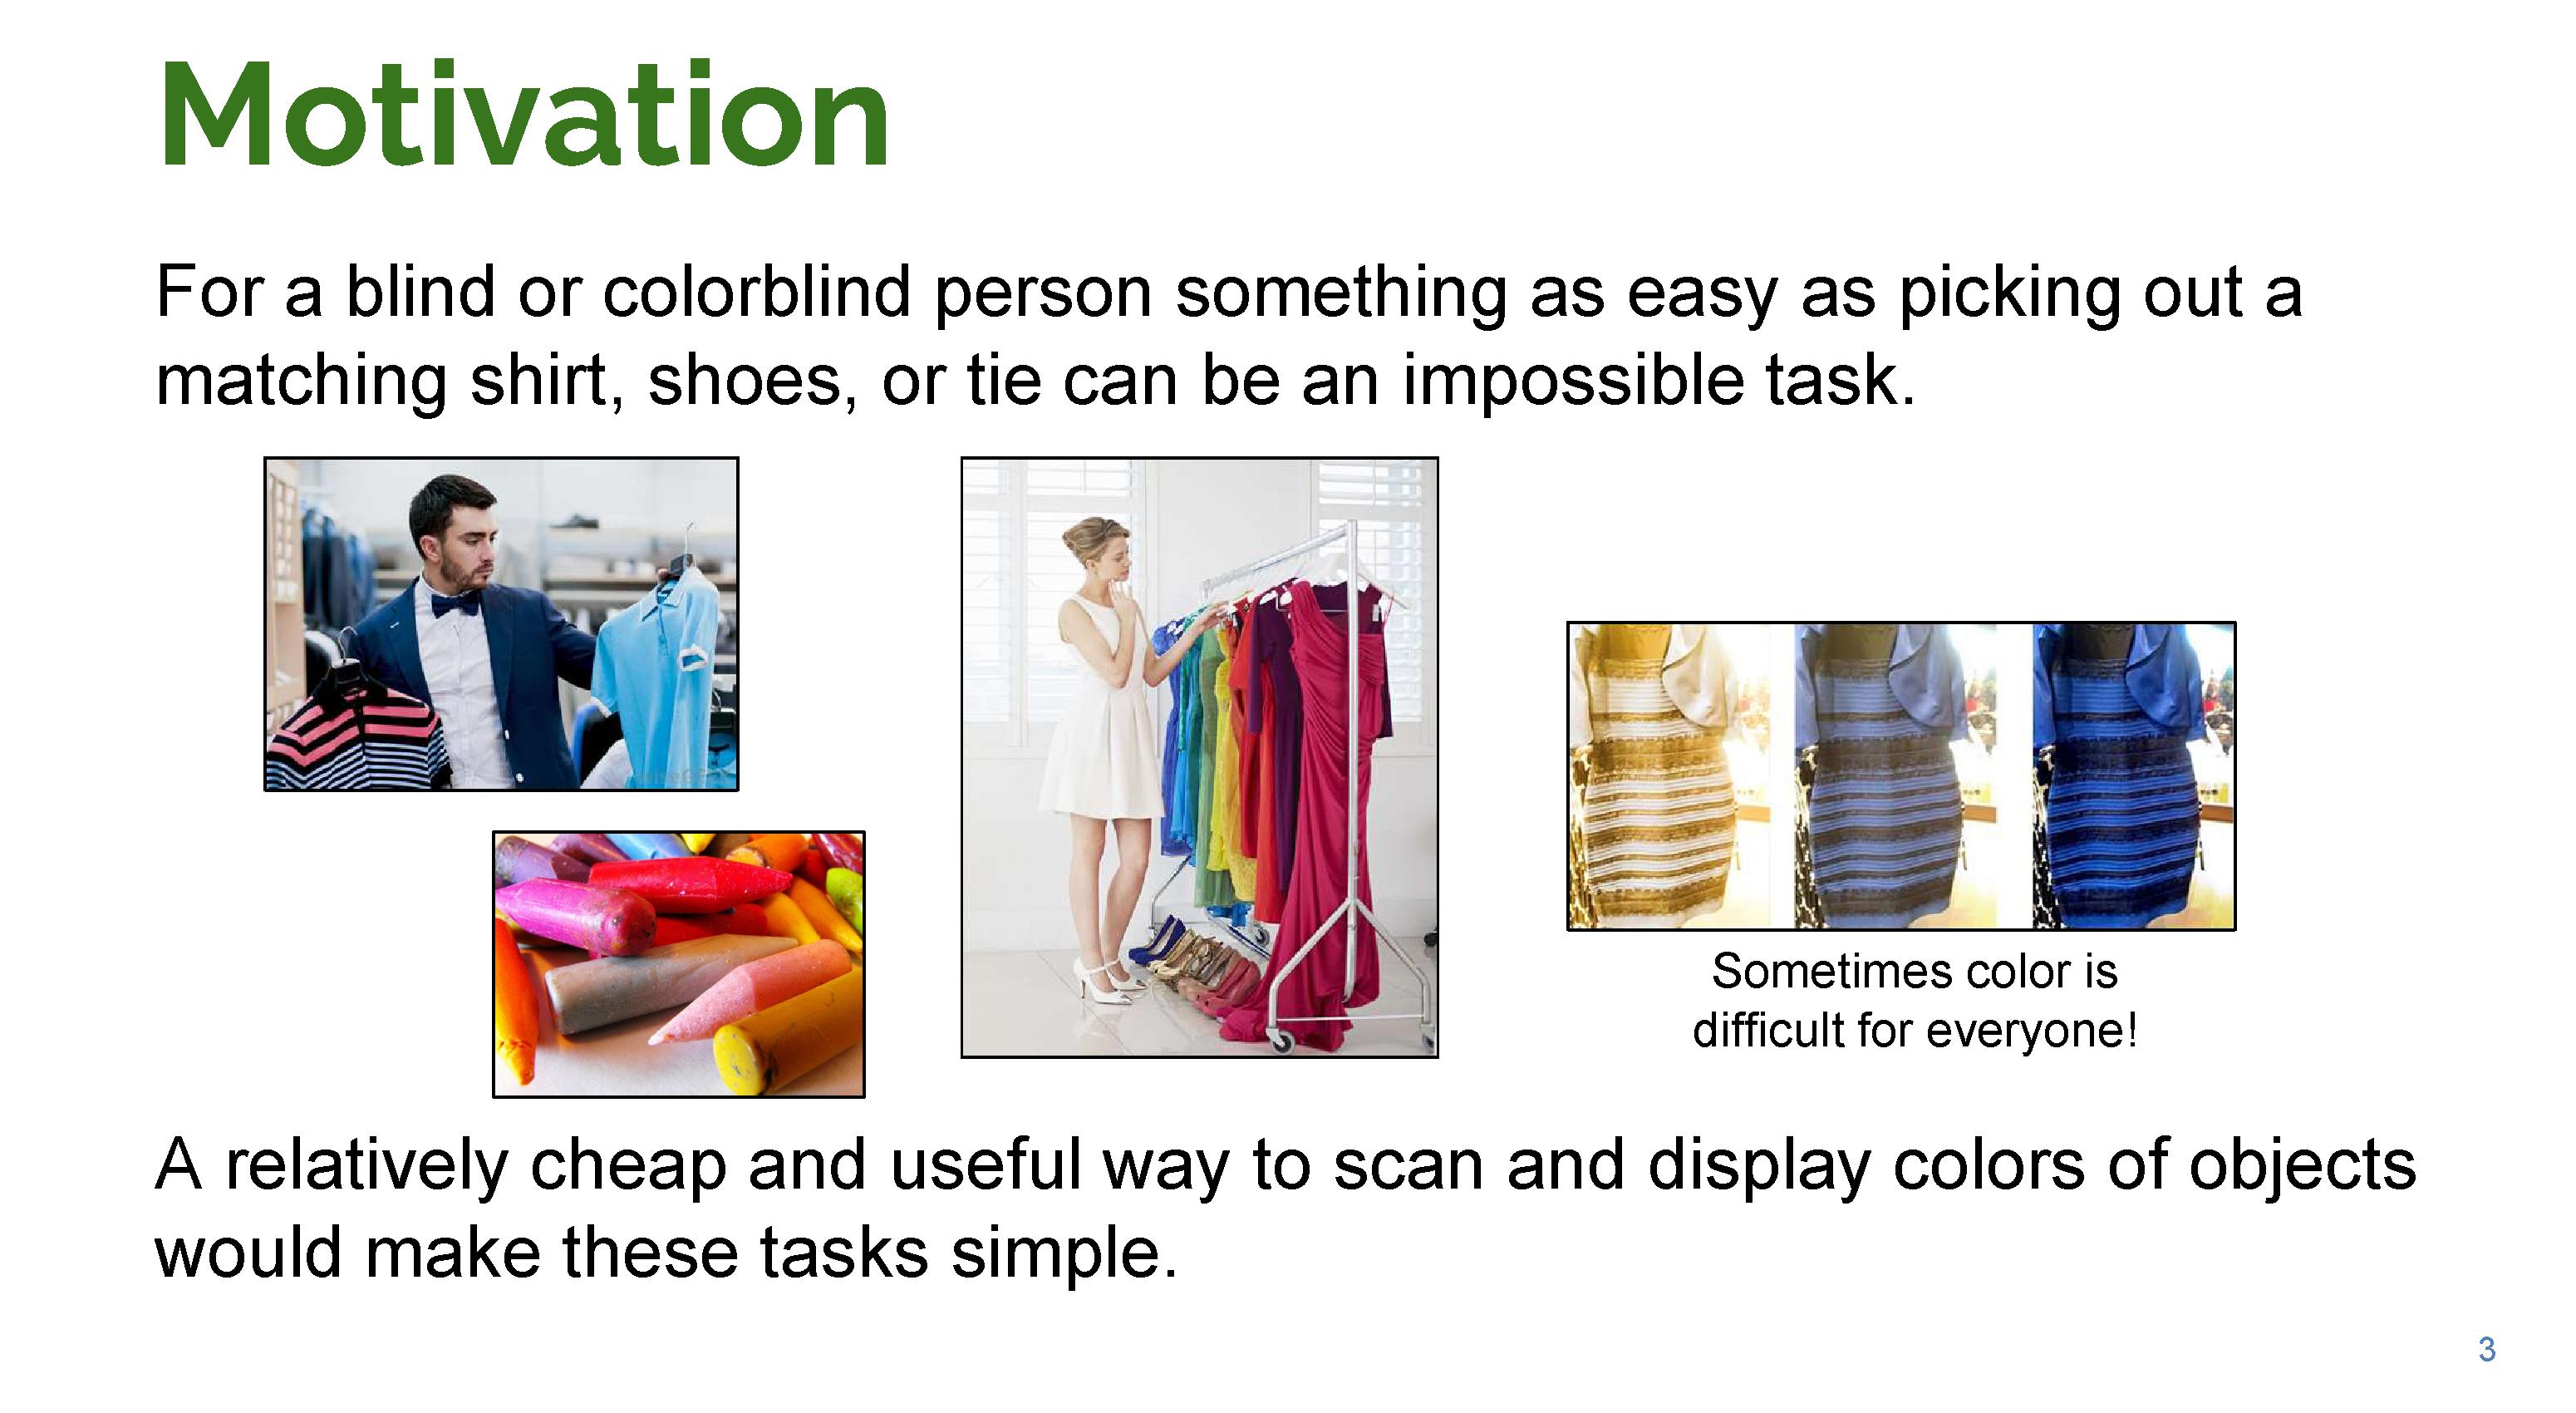 Motivation
For a blind or colorblind person something as easy as picking out a
matching shirt, shoes, or tie can be an impossible task.
Sometimes color is
difficult for everyone!
A relatively cheap and useful way to scan and display colors of objects
would make these tasks simple.
3